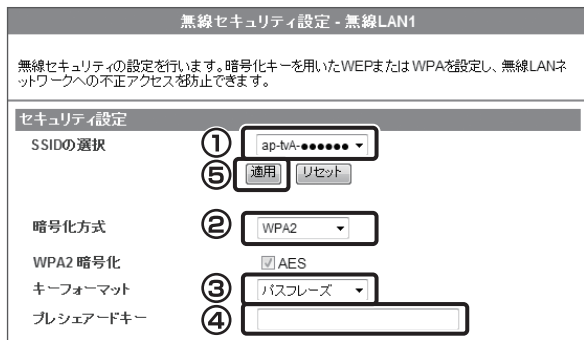 無線セキュリティ設定 - 無線LAN1
無線セキュリティの設定を行います。暗号化キーを用いたWEPまたは WPAを設定し、無線LANネ
ットワークへの不正アクセスを防止できます。
セキュリティ設定
SSIDの選択 ① ap-tvA-●●●●●●
⑤ 適用 リセット
暗号化方式 ② WPA2
WPA2 暗号化 AES
キーフォーマット ③ パスフレーズ
プレシェアードキー ④